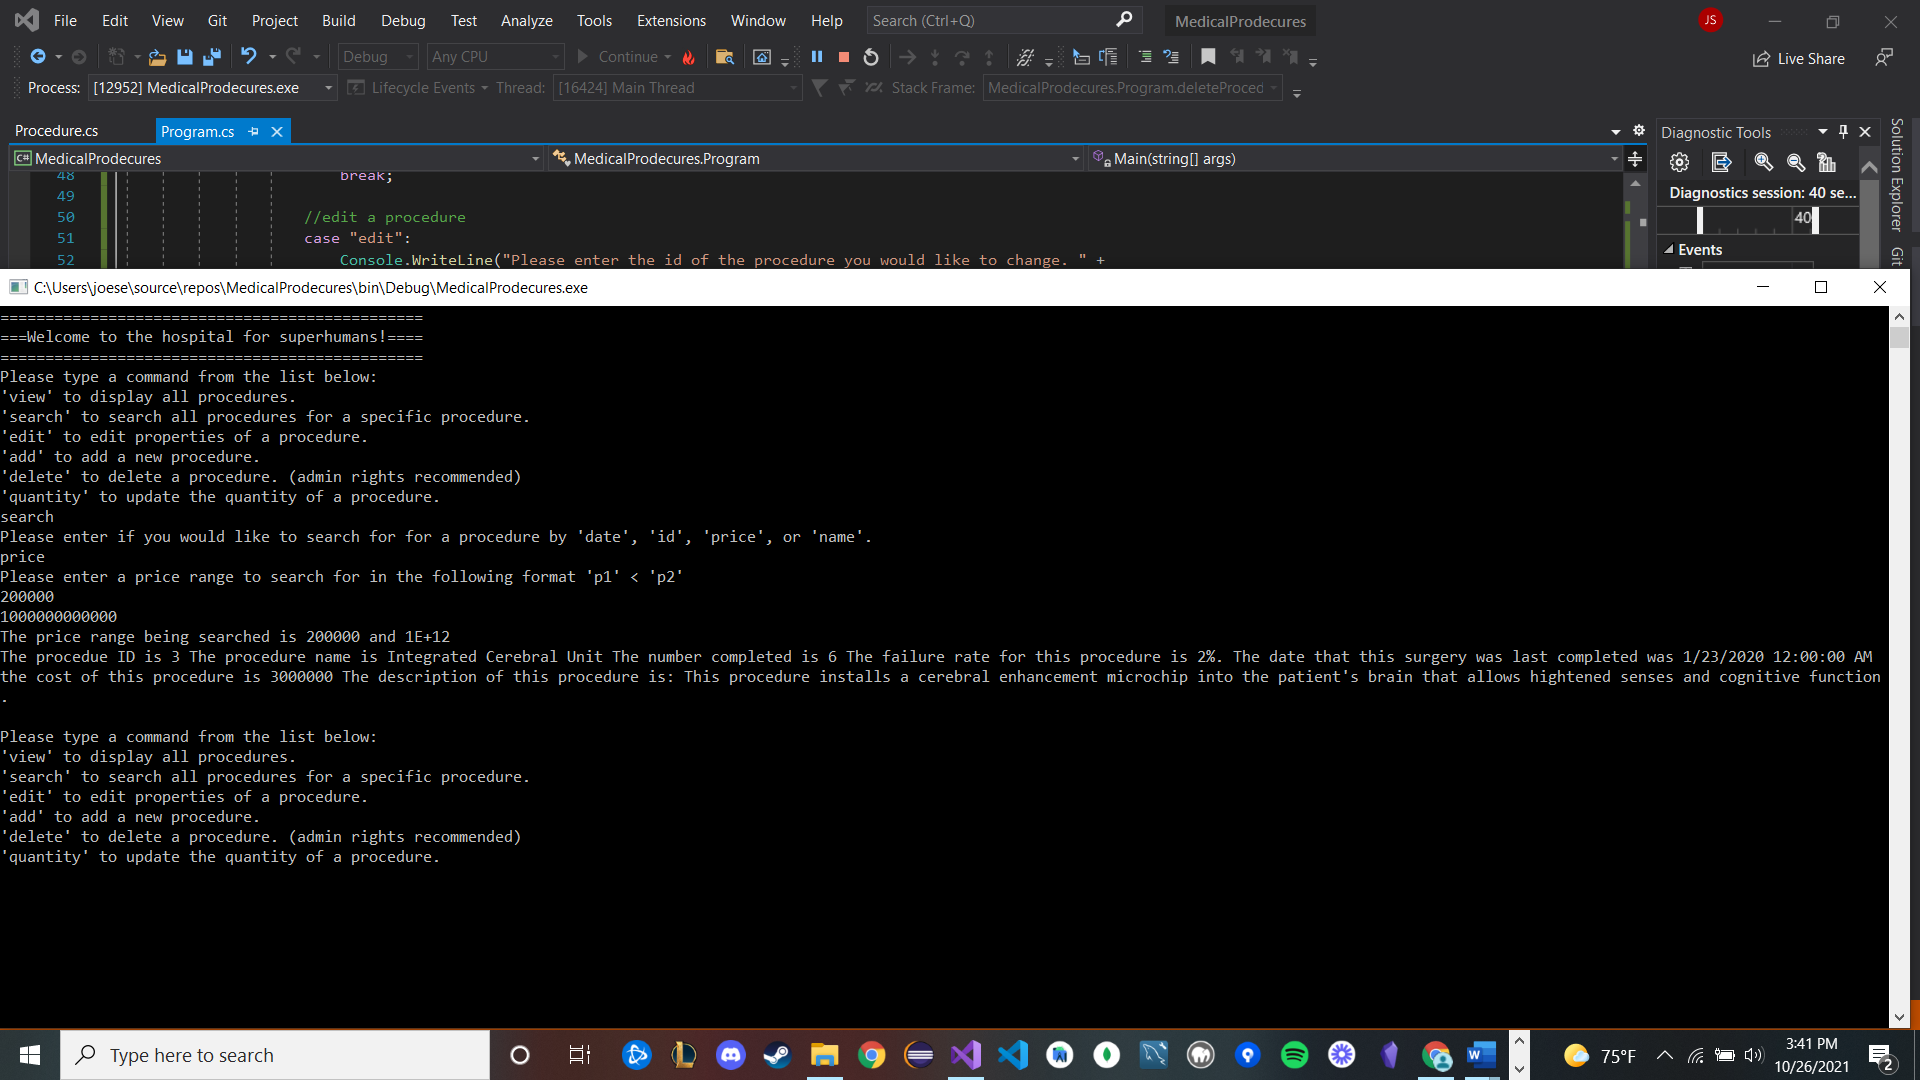 File Edit View Git Project Build Debug Test Analyze Tools Extensions Window Help Search (Ctrl+Q) MedicalProdecures JS
Debug Any CPU Continue Live Share
Process: [12952] MedicalProdecures.exe Lifecycle Events Thread: [16424] Main Thread Stack Frame: MedicalProdecures.Program.deleteProced
Procedure.cs Program.cs Diagnostic Tools
C# MedicalProdecures MedicalProdecures.Program Main(string[] args)
48 break;
49
50 //edit a procedure
51 case "edit":
52 Console.WriteLine("Please enter the id of the procedure you would like to change. " +
Diagnostics session: 40 se...
40
Events
Solution Explorer
Git
C:\Users\joese\source\repos\MedicalProdecures\bin\Debug\MedicalProdecures.exe
===============================================
===Welcome to the hospital for superhumans!====
===============================================
Please type a command from the list below:
'view' to display all procedures.
'search' to search all procedures for a specific procedure.
'edit' to edit properties of a procedure.
'add' to add a new procedure.
'delete' to delete a procedure. (admin rights recommended)
'quantity' to update the quantity of a procedure.
search
Please enter if you would like to search for for a procedure by 'date', 'id', 'price', or 'name'.
price
Please enter a price range to search for in the following format 'p1' < 'p2'
200000
1000000000000
The price range being searched is 200000 and 1E+12
The procedue ID is 3 The procedure name is Integrated Cerebral Unit The number completed is 6 The failure rate for this procedure is 2%. The date that this surgery was last completed was 1/23/2020 12:00:00 AM
the cost of this procedure is 3000000 The description of this procedure is: This procedure installs a cerebral enhancement microchip into the patient's brain that allows hightened senses and cognitive function
.
Please type a command from the list below:
'view' to display all procedures.
'search' to search all procedures for a specific procedure.
'edit' to edit properties of a procedure.
'add' to add a new procedure.
'delete' to delete a procedure. (admin rights recommended)
'quantity' to update the quantity of a procedure.
Type here to search
75°F
3:41 PM
10/26/2021
2